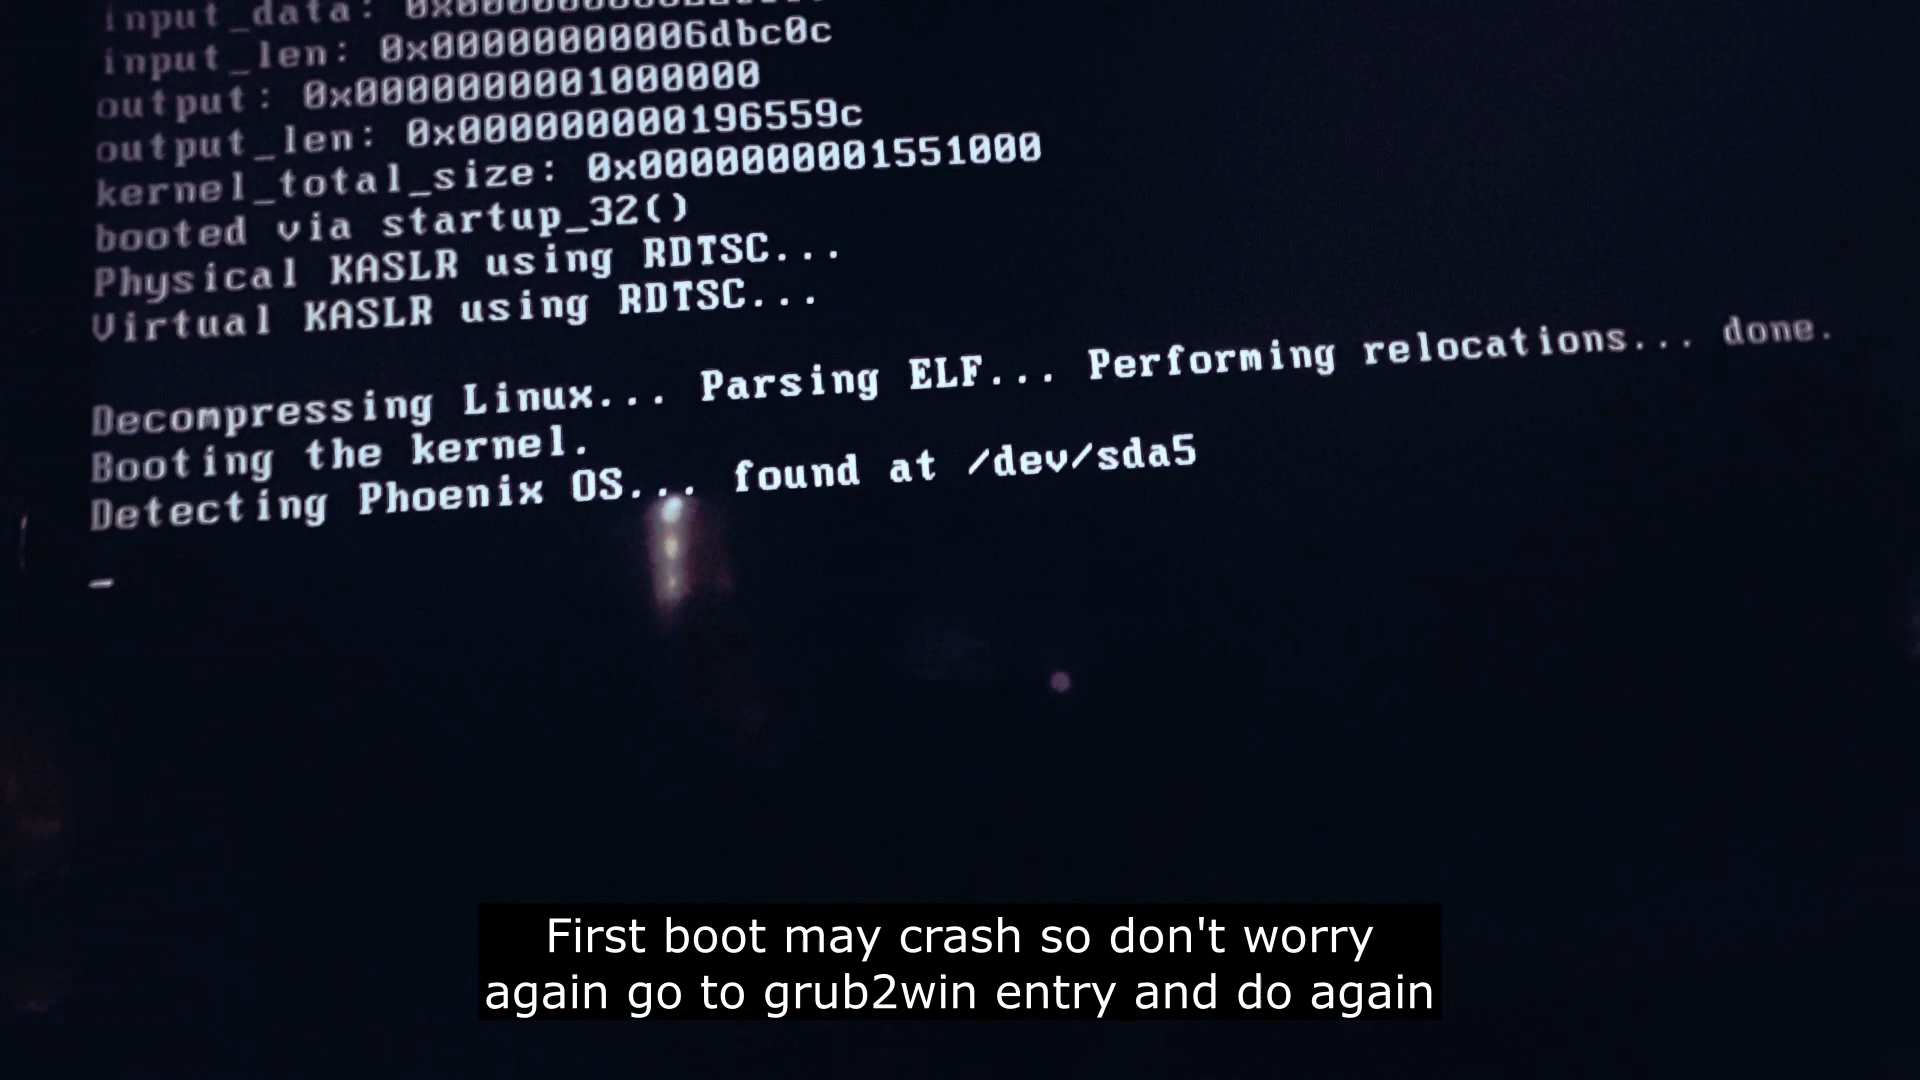 input_data:
input_len: 0x00000000006dbc0c
output: 0x0000000001000000
output_len: 0x000000000196559c
kernel_total_size: 0x0000000001551000
booted via startup_32()
Physical KASLR using RDTSC...
Virtual KASLR using RDTSC...
Decompressing Linux... Parsing ELF... Performing relocations... done.
Booting the kernel.
Detecting Phoenix OS... found at /dev/sda5
_
First boot may crash so don't worry
again go to grub2win entry and do again